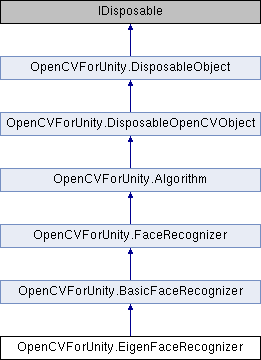 IDisposable
OpenCVForUnity.DisposableObject
OpenCVForUnity.DisposableOpenCVObject
OpenCVForUnity.Algorithm
OpenCVForUnity.FaceRecognizer
OpenCVForUnity.BasicFaceRecognizer
OpenCVForUnity.EigenFaceRecognizer